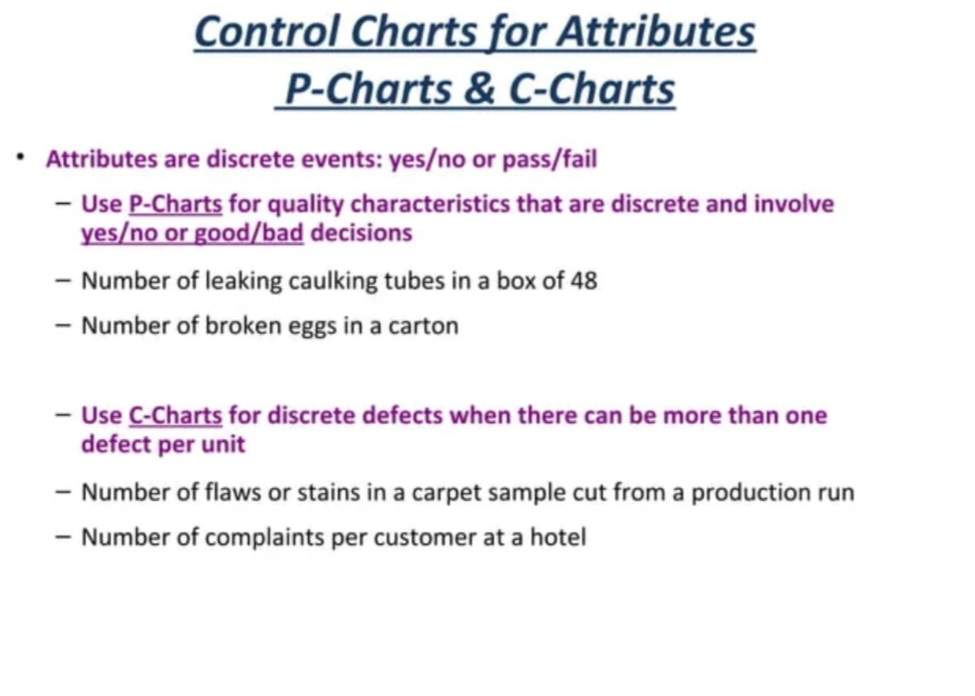 Control Charts for Attributes
P-Charts & C-Charts
• Attributes are discrete events: yes/no or pass/fail
– Use P-Charts for quality characteristics that are discrete and involve
yes/no or good/bad decisions
– Number of leaking caulking tubes in a box of 48
– Number of broken eggs in a carton
– Use C-Charts for discrete defects when there can be more than one
defect per unit
– Number of flaws or stains in a carpet sample cut from a production run
– Number of complaints per customer at a hotel